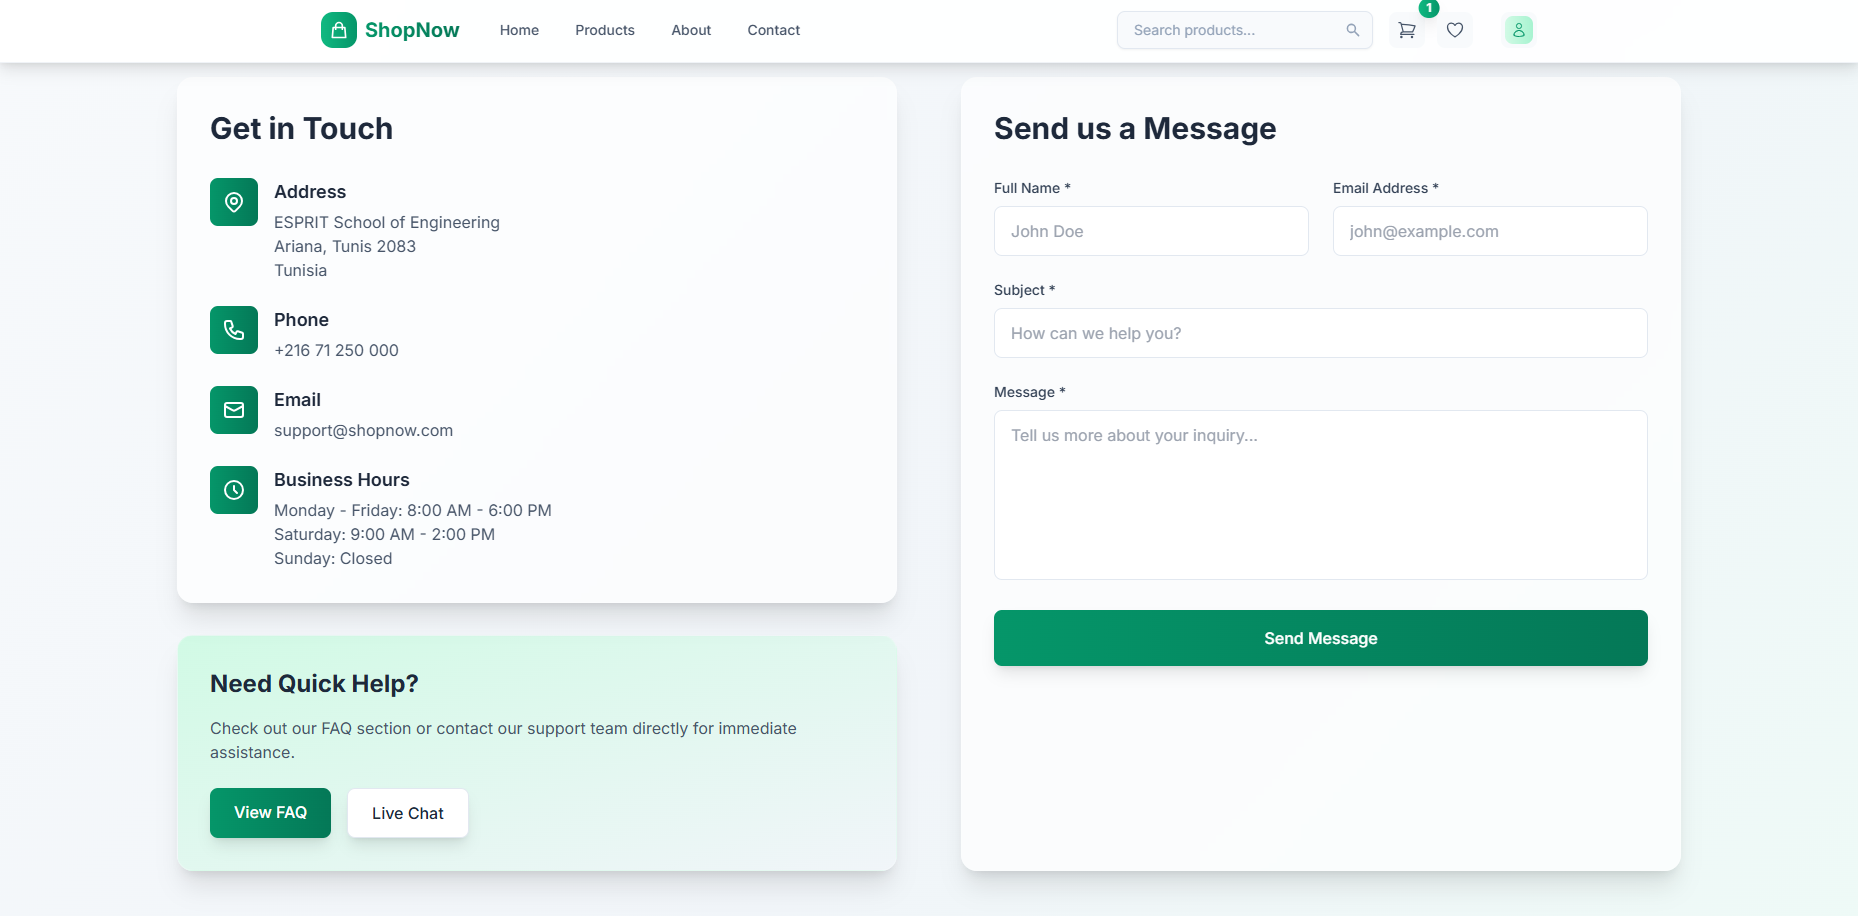 ShopNow
Home
Products
About
Contact
Search products...
1
Get in Touch
Address
ESPRIT School of Engineering
Ariana, Tunis 2083
Tunisia
Phone
+216 71 250 000
Email
support@shopnow.com
Business Hours
Monday - Friday: 8:00 AM - 6:00 PM
Saturday: 9:00 AM - 2:00 PM
Sunday: Closed
Need Quick Help?
Check out our FAQ section or contact our support team directly for immediate
assistance.
View FAQ
Live Chat
Send us a Message
Full Name *
Email Address *
John Doe
john@example.com
Subject *
How can we help you?
Message *
Tell us more about your inquiry...
Send Message